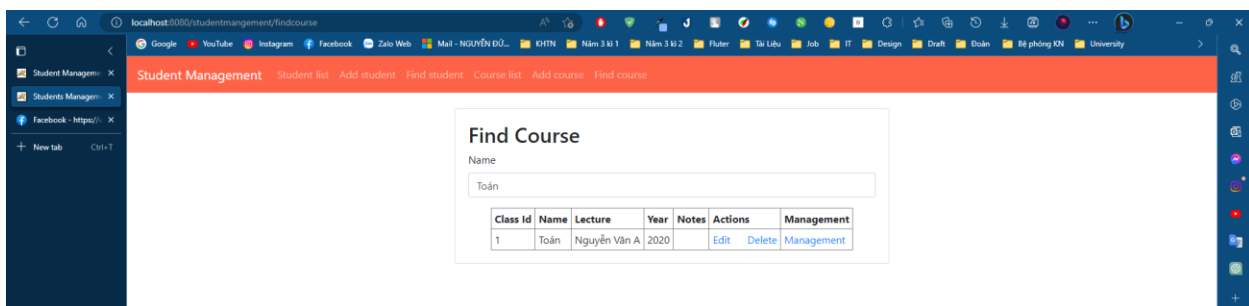 localhost:8080/studentmangement/findcourse
Google YouTube Instagram Facebook Zalo Web Mail - NGUYỄN ĐỨ... KHTN Năm 3 kì 1 Năm 3 kì 2 Fluter Tài Liệu Job IT Design Draft Đoàn Bệ phóng KN University
Student Manageme
Students Managem
Facebook - https://
New tab Ctrl+T
Student Management Student list Add student Find student Course list Add course Find course
Find Course
Name
Toán
Class Id Name Lecture Year Notes Actions Management
1 Toán Nguyễn Văn A 2020 Edit Delete Management